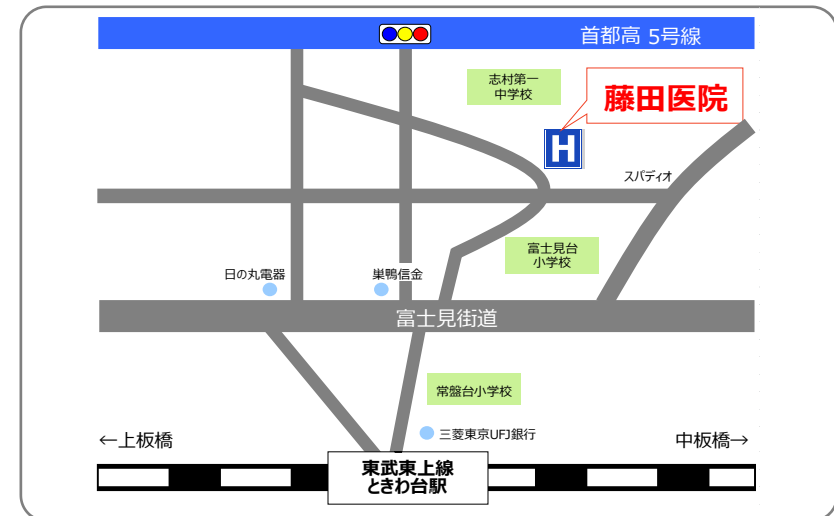 首都高 5号線
志村第一
中学校
藤田医院
H
スパディオ
富士見台
小学校
日の丸電器
巣鴨信金
富士見街道
常盤台小学校
三菱東京UFJ銀行
←上板橋
中板橋→
東武東上線
ときわ台駅